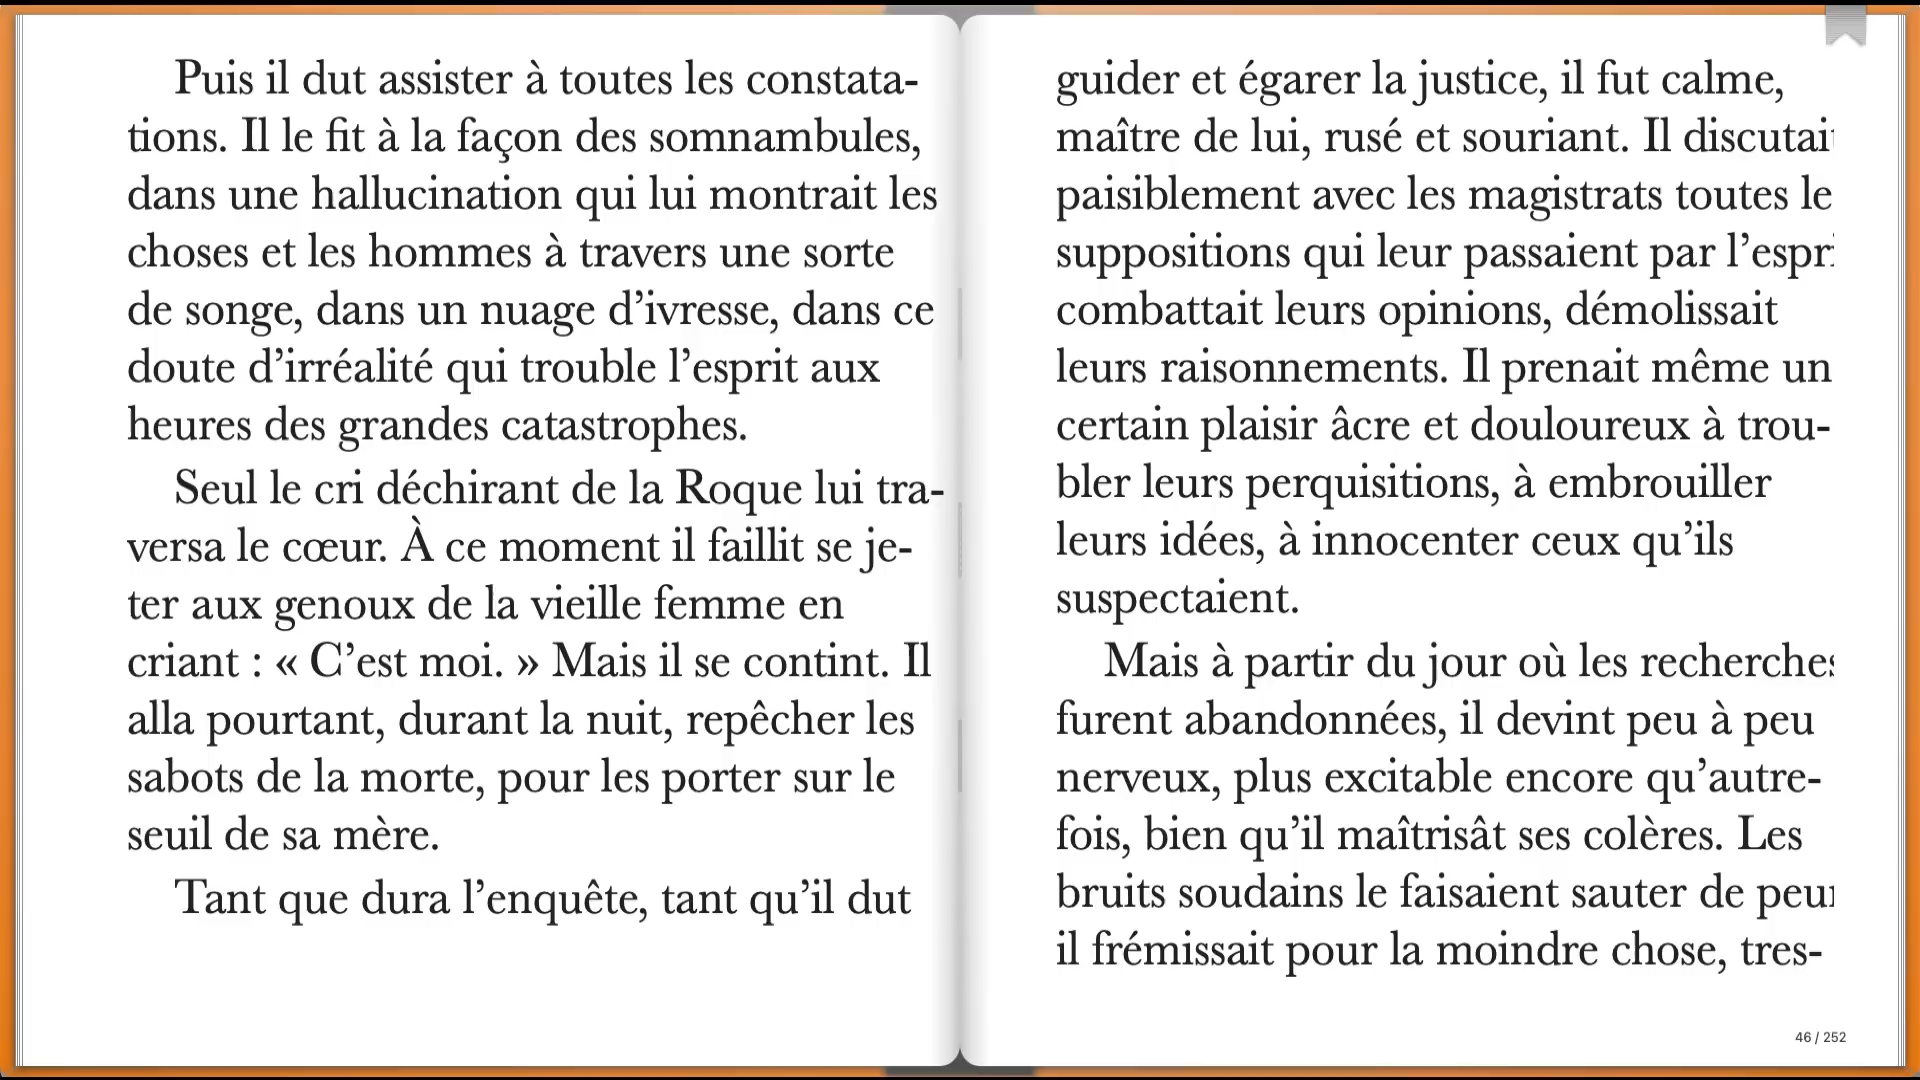 Puis il dut assister à toutes les constata-
tions. Il le fit à la façon des somnambules,
dans une hallucination qui lui montrait les
choses et les hommes à travers une sorte
de songe, dans un nuage d’ivresse, dans ce
doute d’irréalité qui trouble l’esprit aux
heures des grandes catastrophes.
Seul le cri déchirant de la Roque lui tra-
versa le cœur. À ce moment il faillit se je-
ter aux genoux de la vieille femme en
criant : « C’est moi. » Mais il se contint. Il
alla pourtant, durant la nuit, repêcher les
sabots de la morte, pour les porter sur le
seuil de sa mère.
Tant que dura l’enquête, tant qu’il dut
guider et égarer la justice, il fut calme,
maître de lui, rusé et souriant. Il discutait
paisiblement avec les magistrats toutes le
suppositions qui leur passaient par l’espri
combattait leurs opinions, démolissait
leurs raisonnements. Il prenait même un
certain plaisir âcre et douloureux à trou-
bler leurs perquisitions, à embrouiller
leurs idées, à innocenter ceux qu’ils
suspectaient.
Mais à partir du jour où les recherches
furent abandonnées, il devint peu à peu
nerveux, plus excitable encore qu’autre-
fois, bien qu’il maîtrisât ses colères. Les
bruits soudains le faisaient sauter de peur
il frémissait pour la moindre chose, tres-
46 / 252